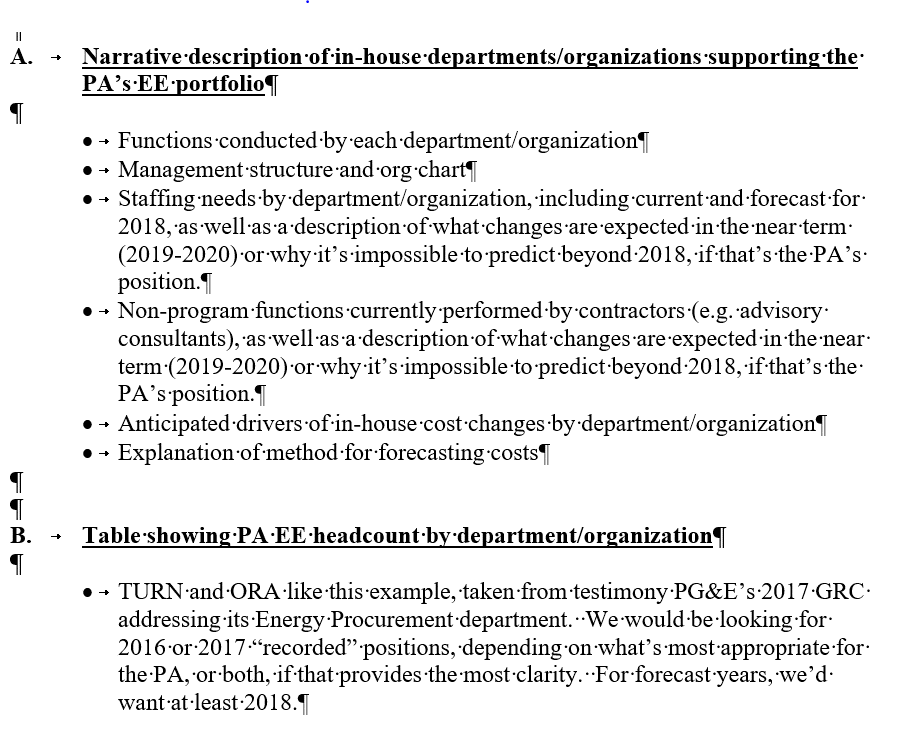 A. Narrative description of in-house departments/organizations supporting the
PA’s EE portfolio¶
¶
● Functions conducted by each department/organization¶
● Management structure and org chart¶
● Staffing needs by department/organization, including current and forecast for
2018, as well as a description of what changes are expected in the near term
(2019-2020) or why it’s impossible to predict beyond 2018, if that’s the PA’s
position.¶
● Non-program functions currently performed by contractors (e.g. advisory
consultants), as well as a description of what changes are expected in the near
term (2019-2020) or why it’s impossible to predict beyond 2018, if that’s the
PA’s position.¶
● Anticipated drivers of in-house cost changes by department/organization¶
● Explanation of method for forecasting costs¶
¶
¶
B. Table showing PA EE headcount by department/organization¶
¶
● TURN and ORA like this example, taken from testimony PG&E’s 2017 GRC
addressing its Energy Procurement department.  We would be looking for
2016 or 2017 “recorded” positions, depending on what’s most appropriate for
the PA, or both, if that provides the most clarity.  For forecast years, we’d
want at least 2018.¶